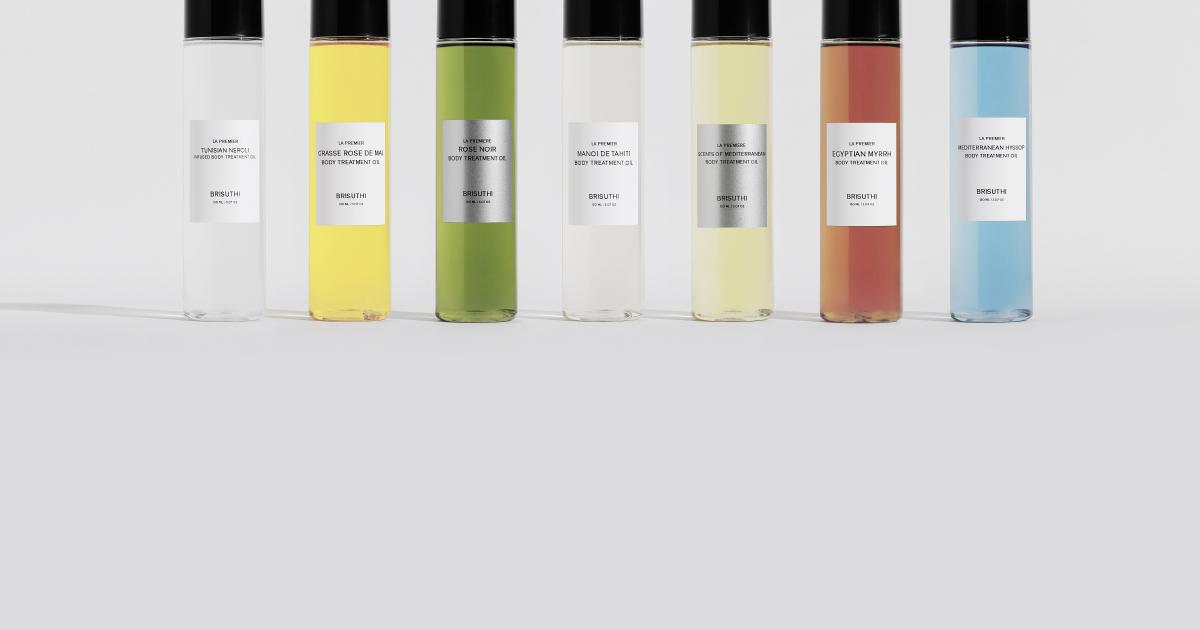 LA PREMIER
TUNISIAN NEROLI
INFUSED BODY TREATMENT OIL
BRISUTHI
LA PREMIER
GRASSE ROSE DE MAI
BODY TREATMENT OIL
BRISUTHI
LA PREMIERE
ROSE NOIR
BODY TREATMENT OIL
BRISUTHI
LA PREMIER
MANOI DE TAHITI
BODY TREATMENT OIL
BRISUTHI
LA PREMIERE
SCENTS OF MEDITERRANEAN
BODY TREATMENT OIL
BRISUTHI
LA PREMIER
EGYPTIAN MYRRH
BODY TREATMENT OIL
BRISUTHI
LA PREMIER
MEDITERRANEAN HYSSOP
BODY TREATMENT OIL
BRISUTHI